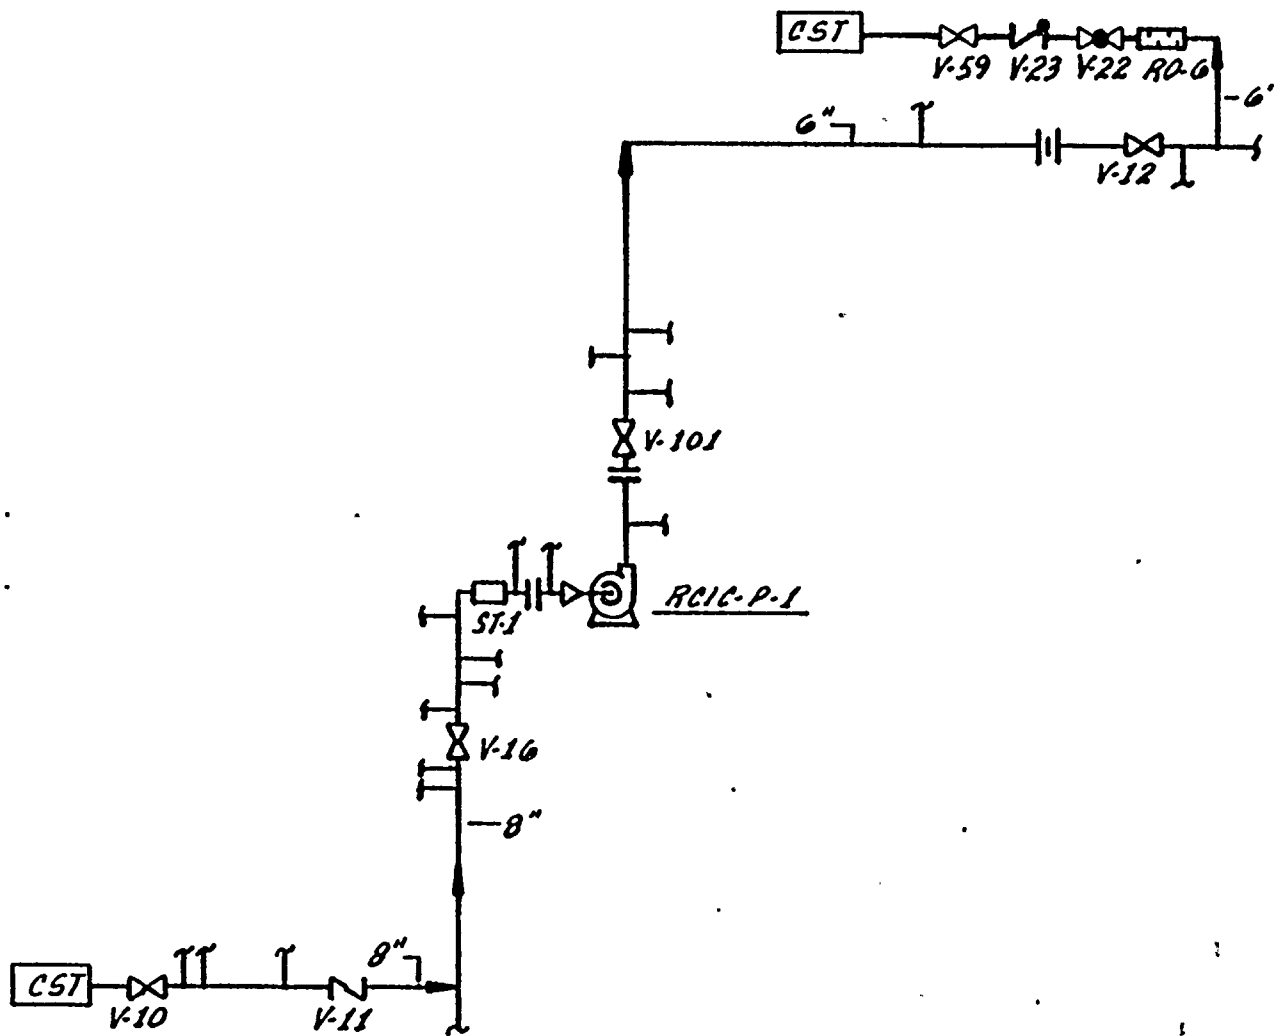 CST
V-59 V-23 V-22 RO-6
6'
6"
V-12
V-101
RCIC-P-1
ST-1
V-16
8"
8"
CST
V-10
V-11